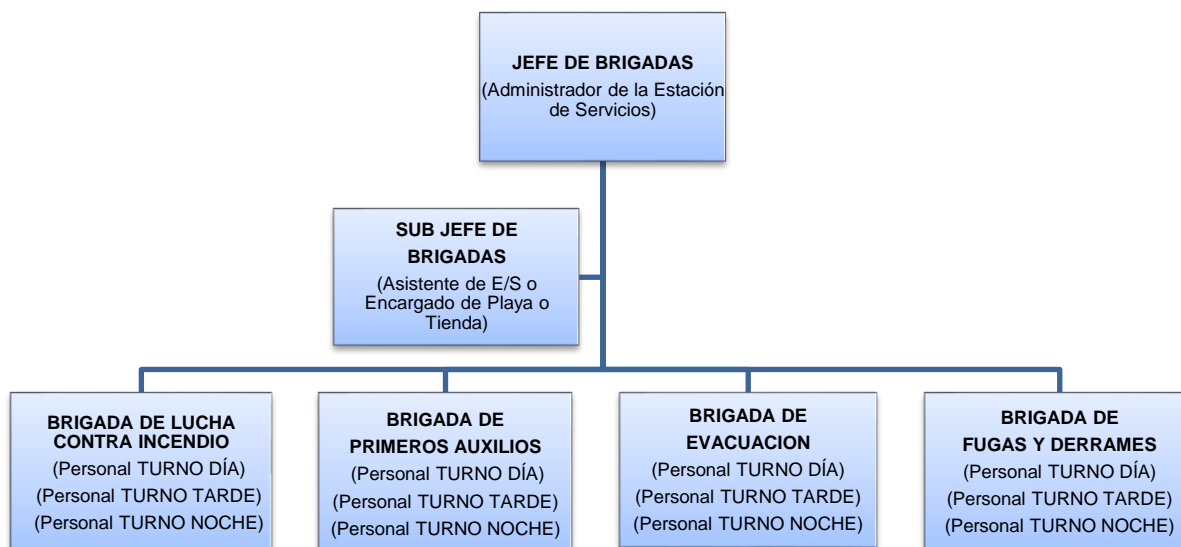 JEFE DE BRIGADAS
(Administrador de la Estación
de Servicios)
SUB JEFE DE
BRIGADAS
(Asistente de E/S o
Encargado de Playa o
Tienda)
BRIGADA DE LUCHA
CONTRA INCENDIO
(Personal TURNO DÍA)
(Personal TURNO TARDE)
(Personal TURNO NOCHE)
BRIGADA DE
PRIMEROS AUXILIOS
(Personal TURNO DÍA)
(Personal TURNO TARDE)
(Personal TURNO NOCHE)
BRIGADA DE
EVACUACION
(Personal TURNO DÍA)
(Personal TURNO TARDE)
(Personal TURNO NOCHE)
BRIGADA DE
FUGAS Y DERRAMES
(Personal TURNO DÍA)
(Personal TURNO TARDE)
(Personal TURNO NOCHE)